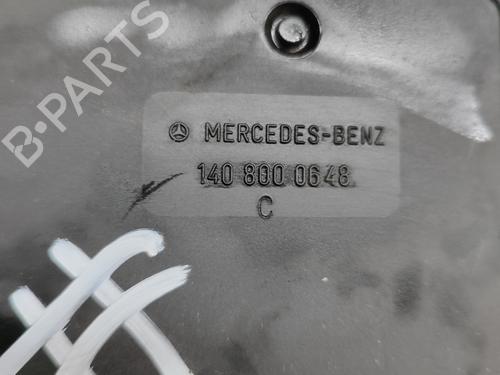 B-PARTS
MERCEDES-BENZ
140 800 0648
C